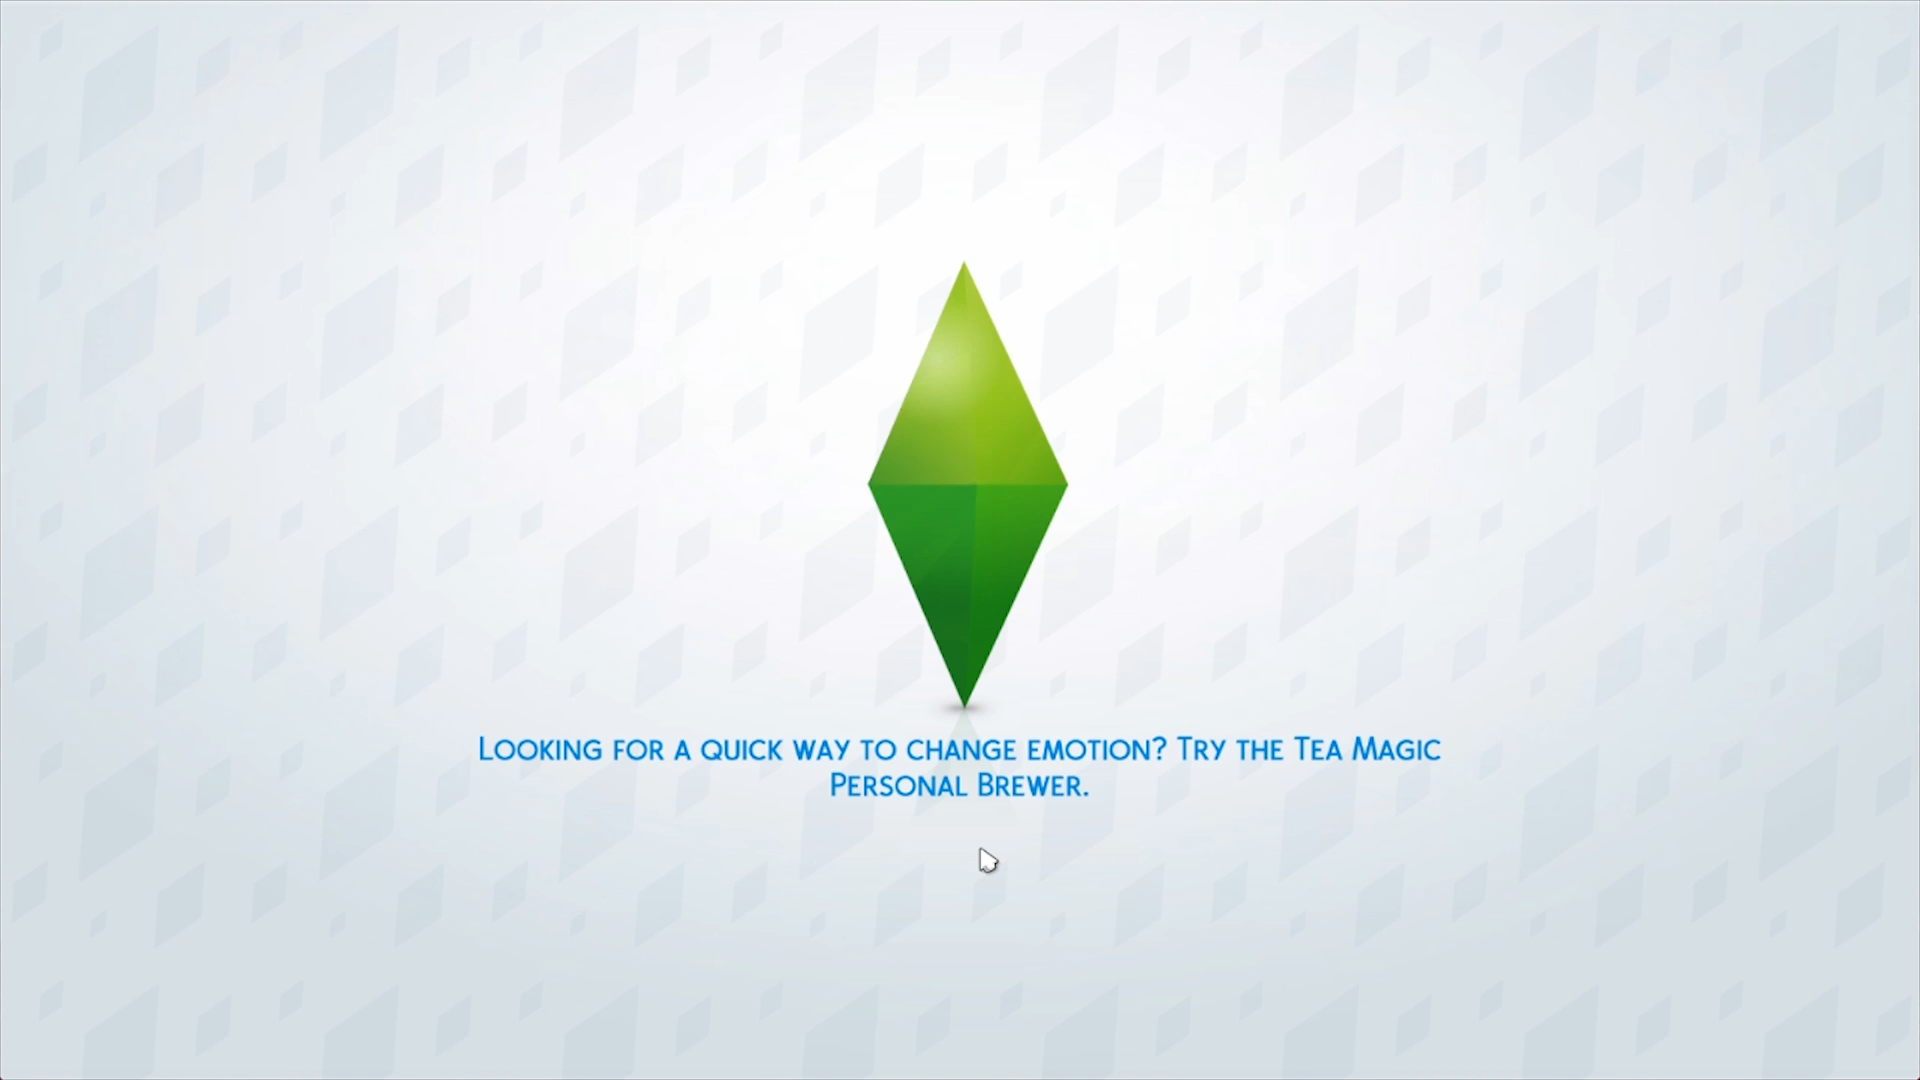 Looking for a quick way to change emotion? Try the Tea Magic
Personal Brewer.